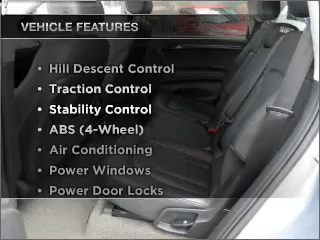 VEHICLE FEATURES
• Hill Descent Control
• Traction Control
• Stability Control
• ABS (4-Wheel)
• Air Conditioning
• Power Windows
• Power Door Locks